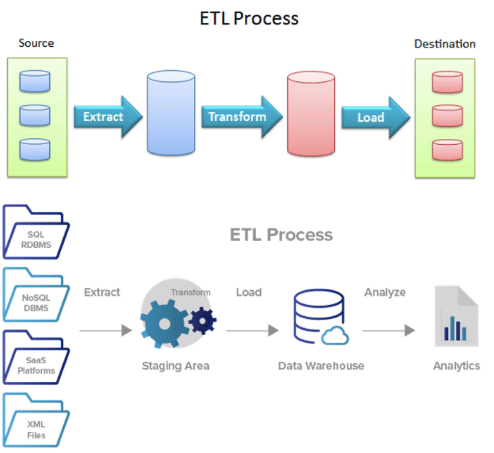 ETL Process
Source
Destination
Extract
Transform
Load
SQL
RDBMS
ETL Process
NoSQL
DBMS
Extract
Transform
Load
Analyze
SaaS
Platforms
Staging Area
Data Warehouse
Analytics
XML
Files